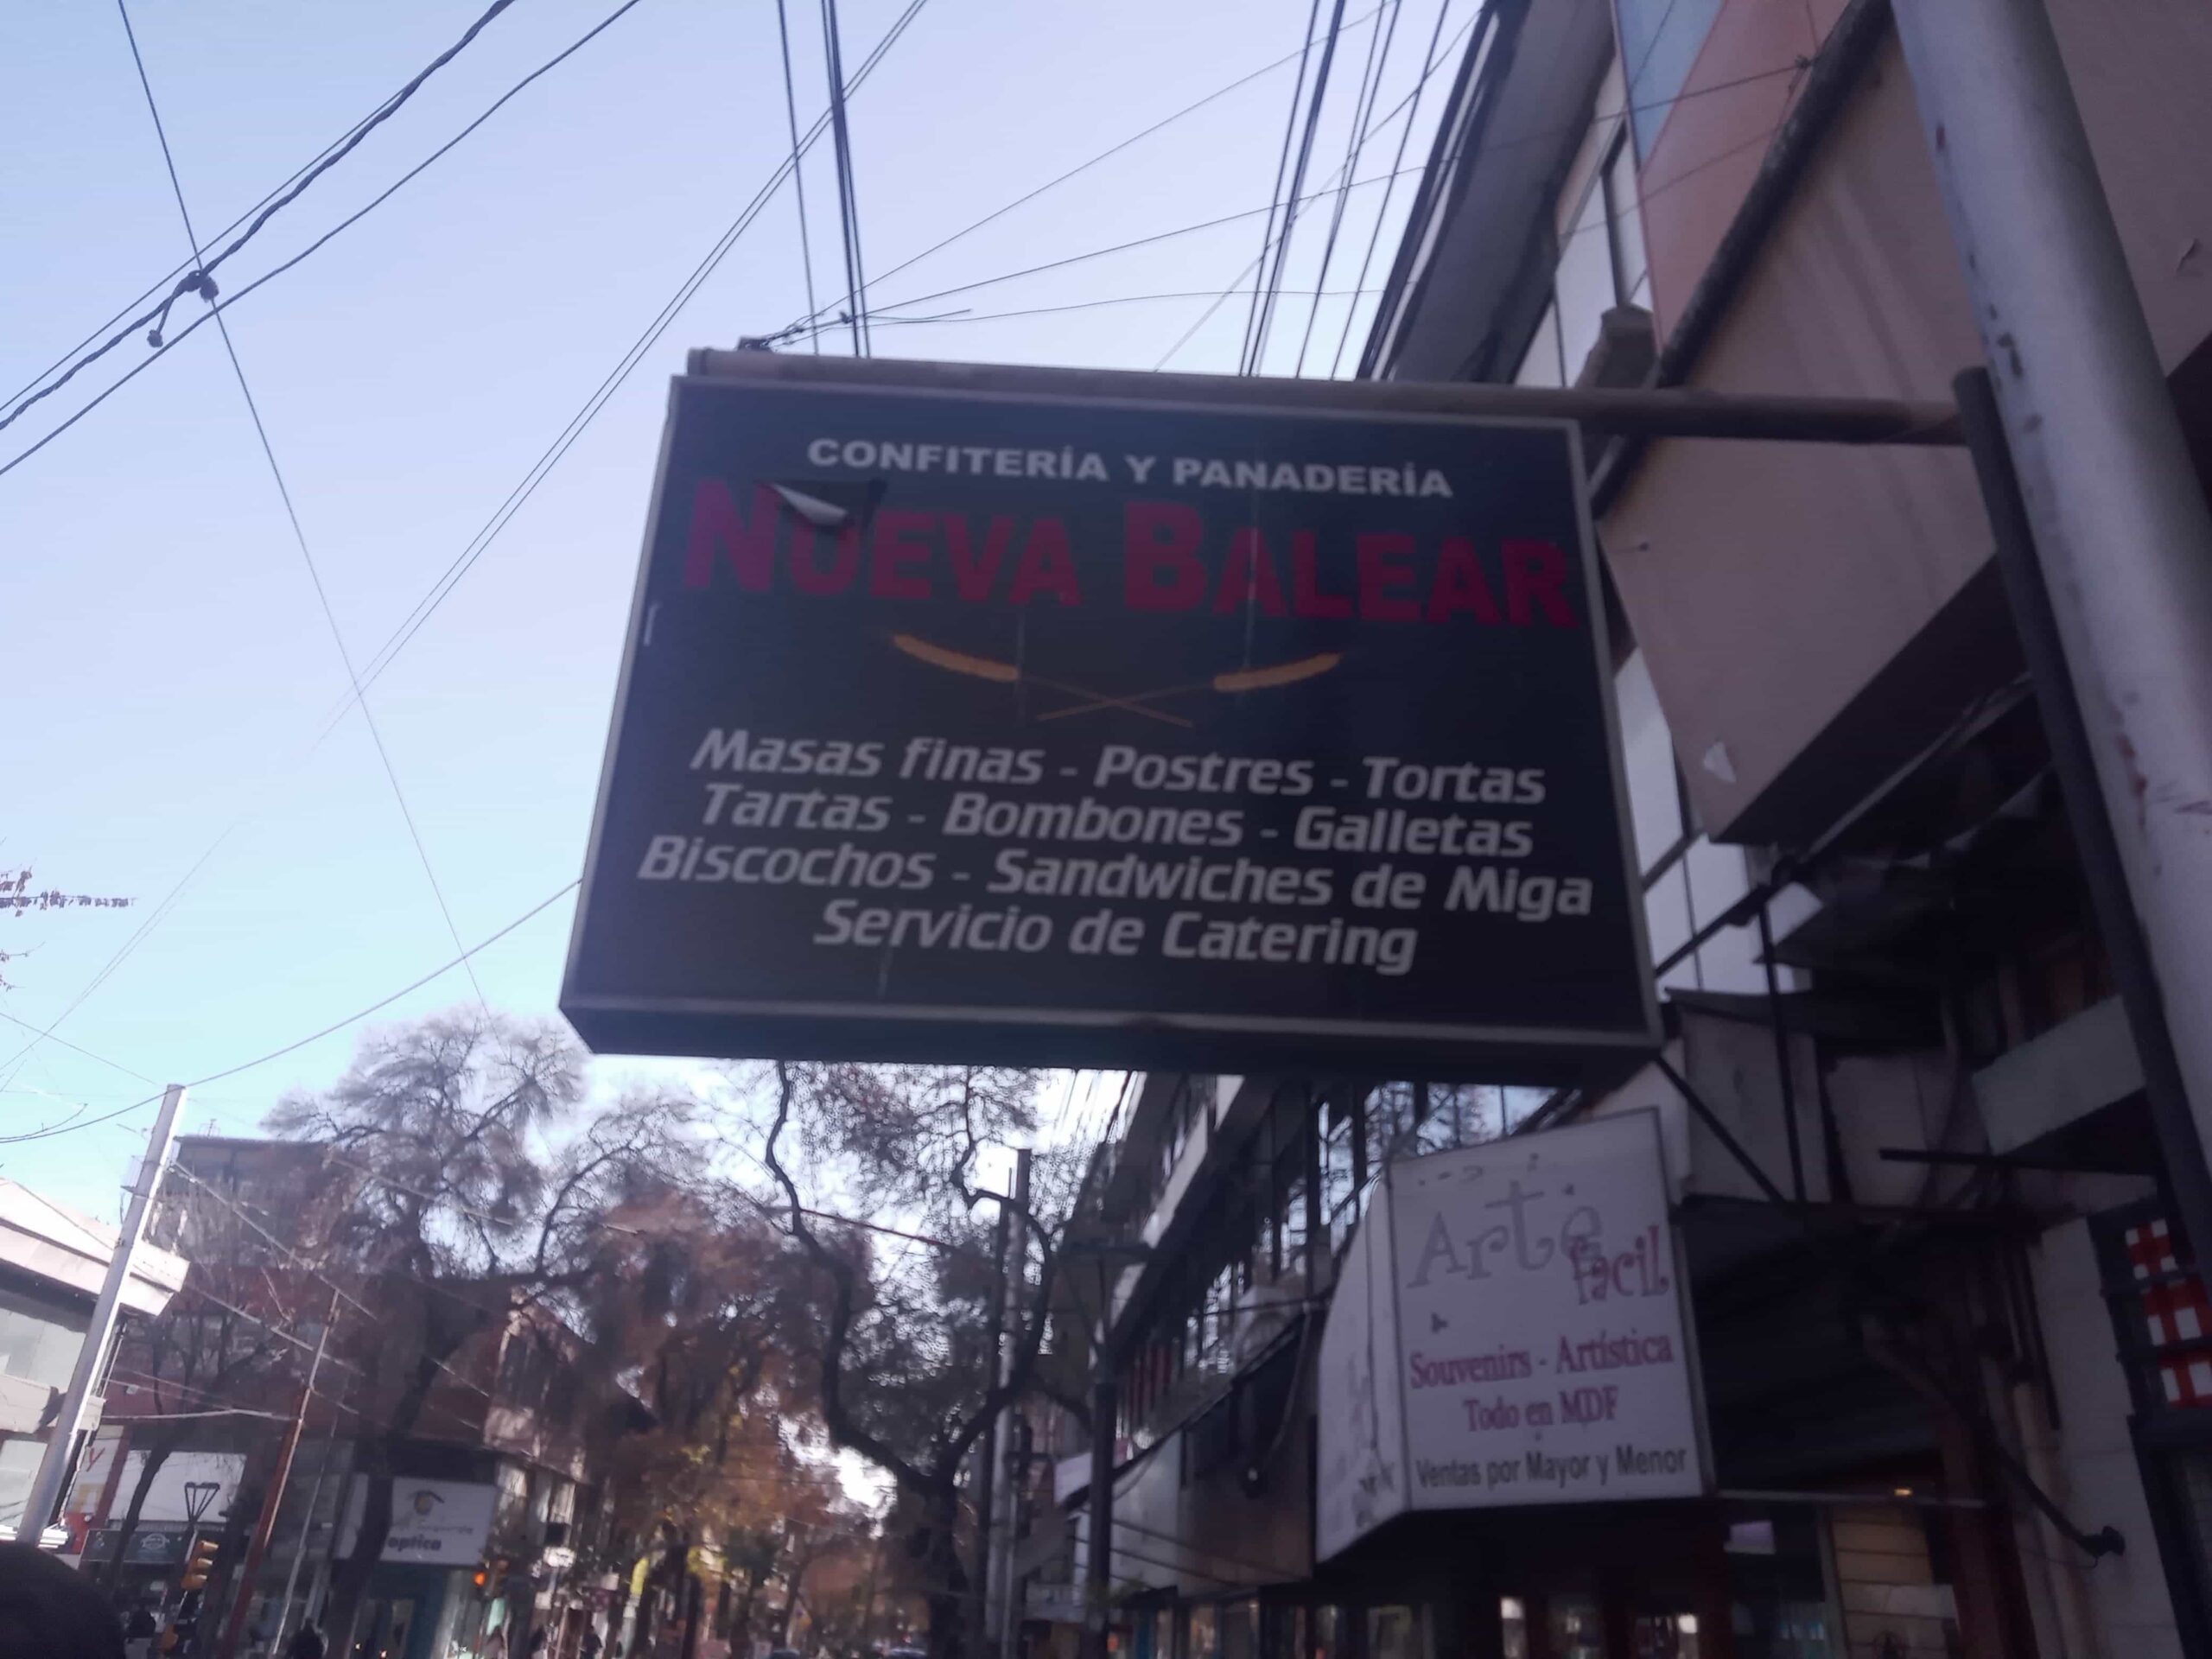 CONFITERÍA Y PANADERÍA
NUEVA BALEAR
Masas finas - Postres - Tortas
Tartas - Bombones - Galletas
Biscochos - Sandwiches de Miga
Servicio de Catering
Arte
facil
Souvenirs - Artística
Todo en MDF
Ventas por Mayor y Menor
optica